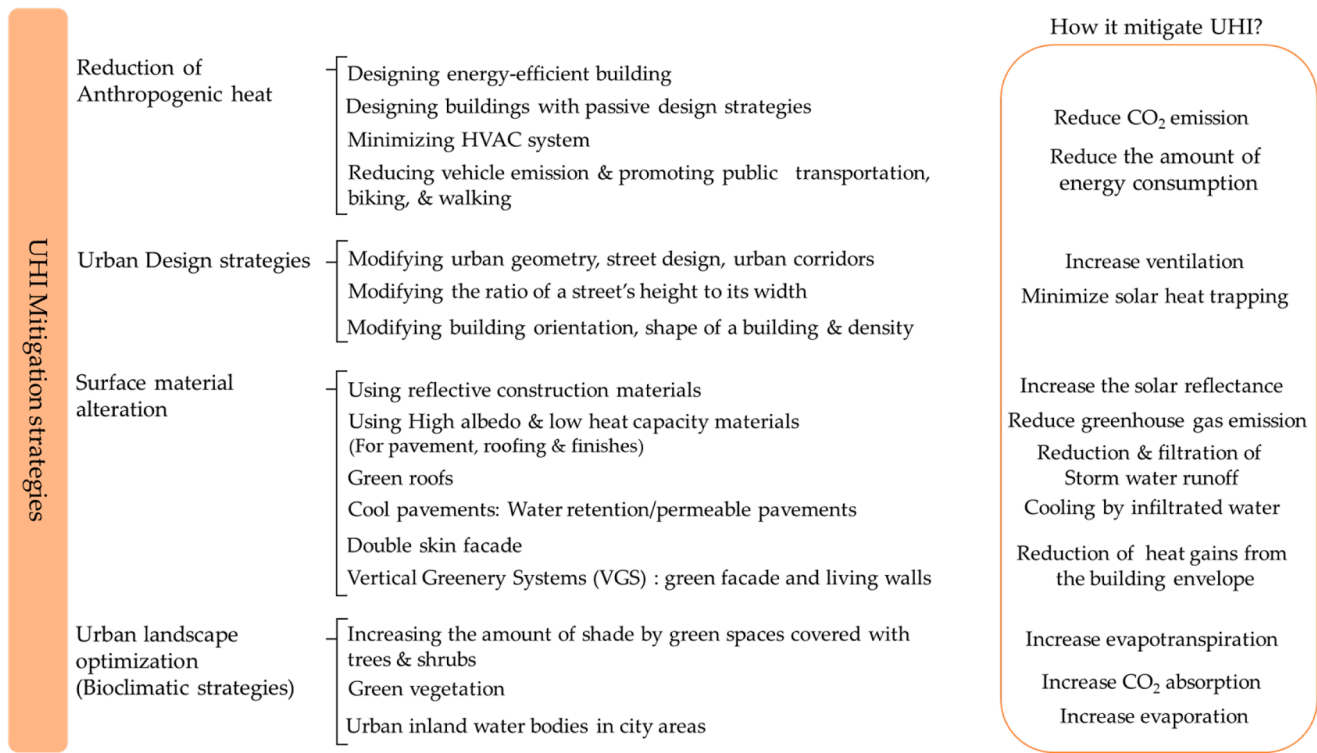 UHI Mitigation strategies
How it mitigate UHI?
Reduction of
Anthropogenic heat
Designing energy-efficient building
Designing buildings with passive design strategies
Minimizing HVAC system
Reducing vehicle emission & promoting public transportation,
biking, & walking
Reduce CO₂ emission
Reduce the amount of
energy consumption
Urban Design strategies
Modifying urban geometry, street design, urban corridors
Modifying the ratio of a street's height to its width
Modifying building orientation, shape of a building & density
Increase ventilation
Minimize solar heat trapping
Surface material
alteration
Using reflective construction materials
Using High albedo & low heat capacity materials
(For pavement, roofing & finishes)
Green roofs
Cool pavements: Water retention/permeable pavements
Double skin facade
Vertical Greenery Systems (VGS) : green facade and living walls
Increase the solar reflectance
Reduce greenhouse gas emission
Reduction & filtration of
Storm water runoff
Cooling by infiltrated water
Reduction of heat gains from
the building envelope
Urban landscape
optimization
(Bioclimatic strategies)
Increasing the amount of shade by green spaces covered with
trees & shrubs
Green vegetation
Urban inland water bodies in city areas
Increase evapotranspiration
Increase CO₂ absorption
Increase evaporation